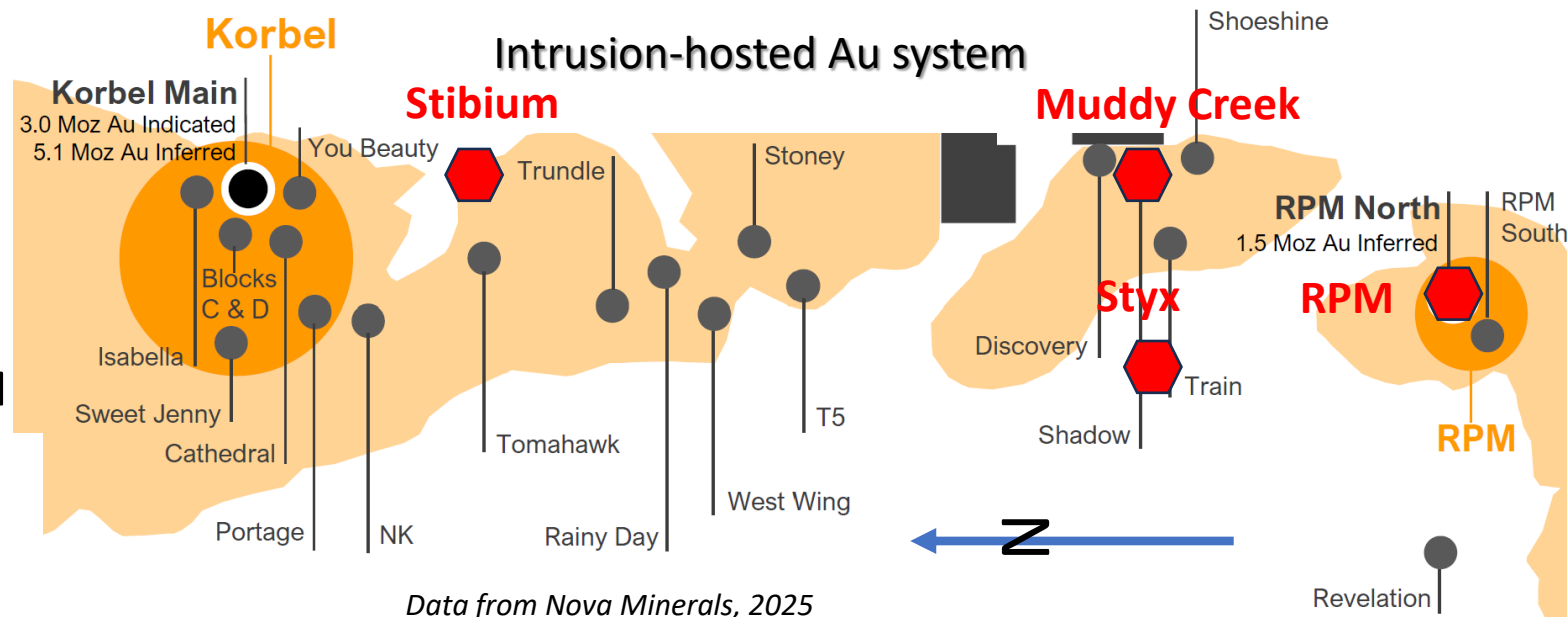 Shoeshine
Korbel
Intrusion-hosted Au system
Korbel Main
3.0 Moz Au Indicated
5.1 Moz Au Inferred
Stibium
Muddy Creek
You Beauty
Trundle
Stoney
RPM North
1.5 Moz Au Inferred
RPM
South
Blocks
C & D
Styx
RPM
Isabella
Discovery
Train
Sweet Jenny
T5
Shadow
RPM
Cathedral
Tomahawk
West Wing
Portage
NK
Rainy Day
N
Revelation
Data from Nova Minerals, 2025